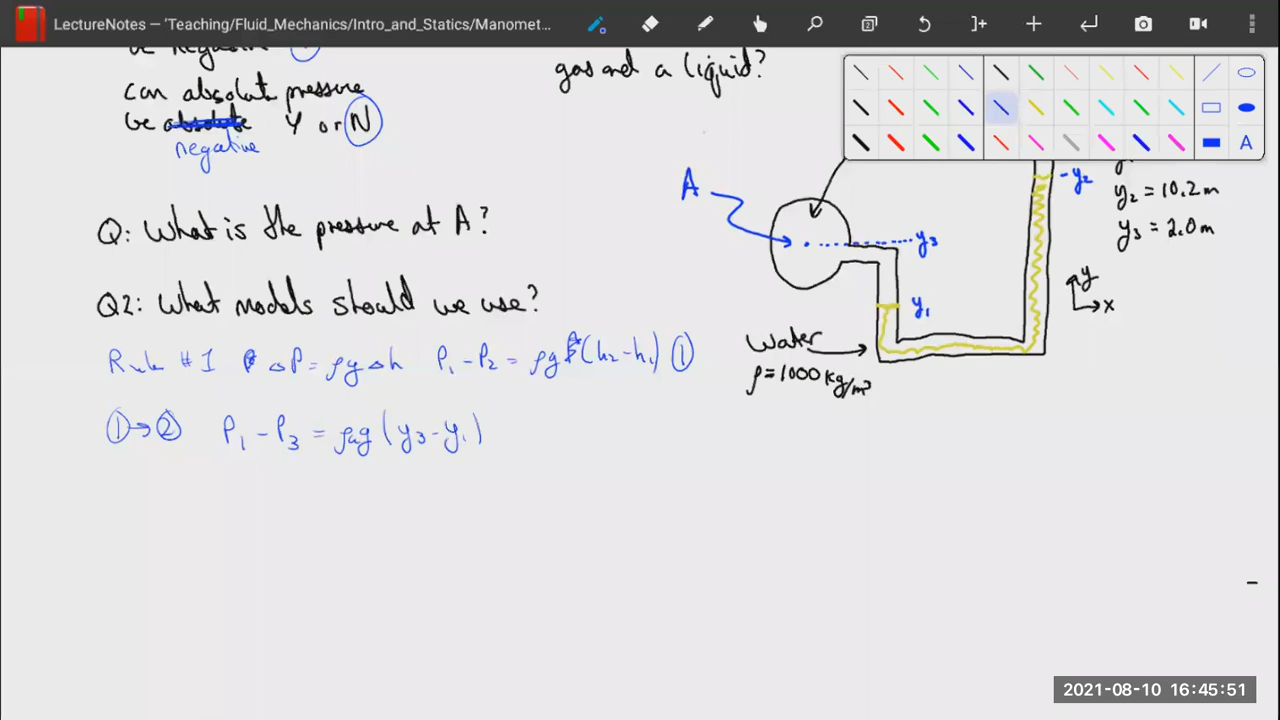 LectureNotes — 'Teaching/Fluid_Mechanics/Intro_and_Statics/Manomet...
can absolute pressure
be absolute Y or N
negative
gas and a liquid?
A
-y2
y2 = 10.2m
y3 = 2.0m
Q: What is the pressure at A?
y3
y
x
Q2: What models should we use?
y1
Water
ρ = 1000 kg/m³
Rule #1 ΔP = ρgΔh P1 - P2 = ρg(h2 - h1) ①
① → ② P1 - P3 = ρg(y3 - y1)
2021-08-10 16:45:51